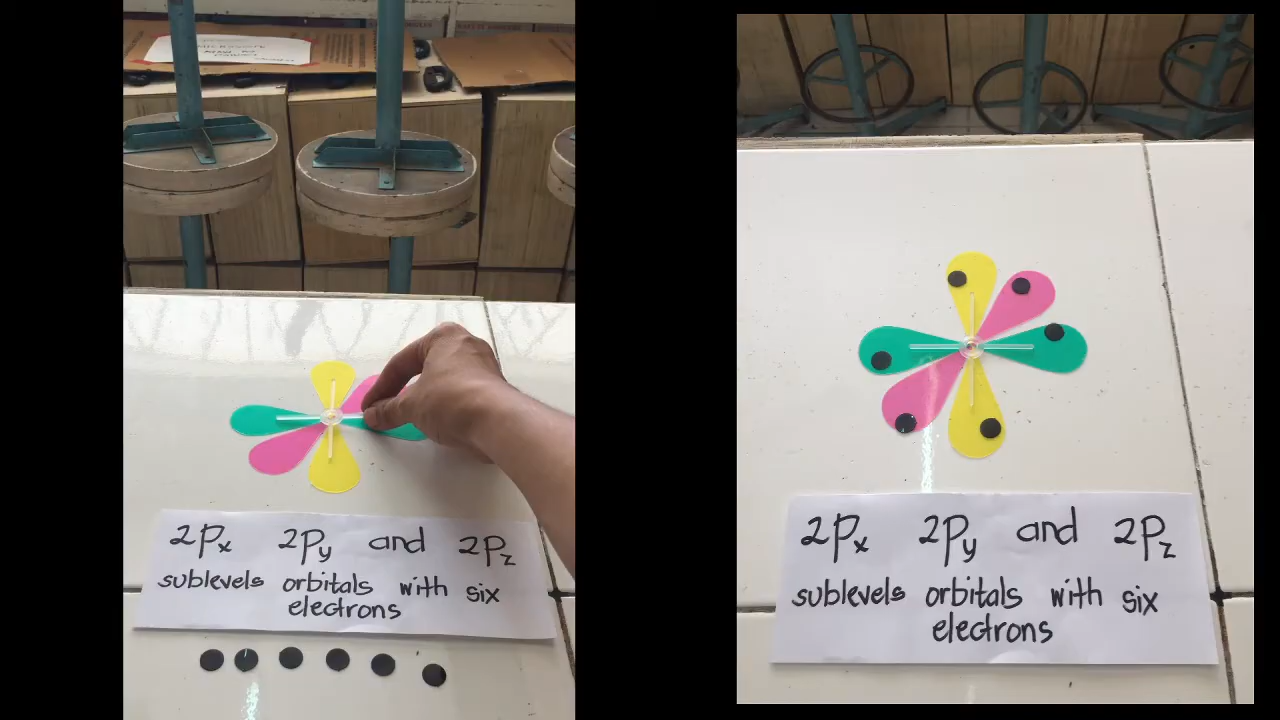 2Px 2Py and 2Pz
sublevels orbitals with six
electrons
2Px 2Py and 2Pz
sublevels orbitals with six
electrons